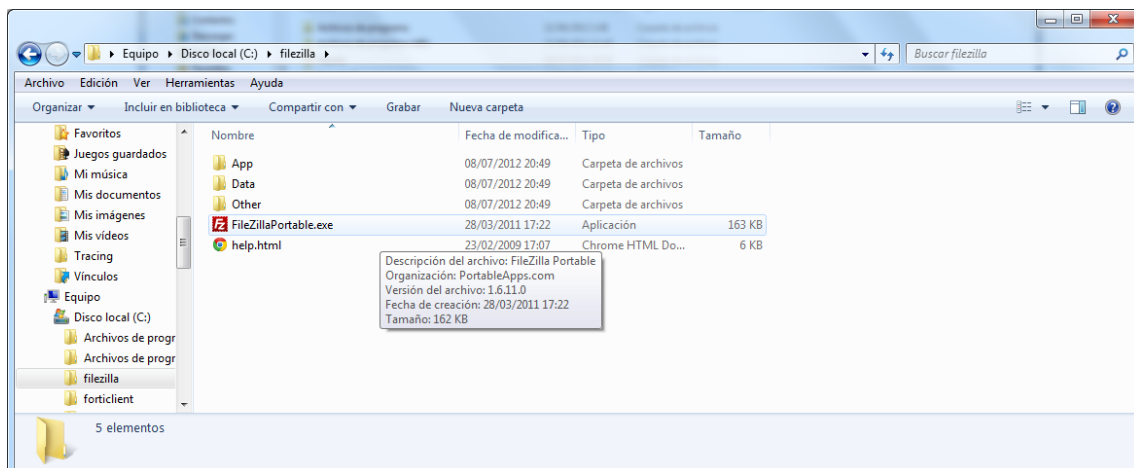 Equipo Disco local (C:) filezilla
Buscar filezilla
Archivo Edición Ver Herramientas Ayuda
Organizar Incluir en biblioteca Compartir con Grabar Nueva carpeta
Favoritos
Juegos guardados
Mi música
Mis documentos
Mis imágenes
Mis vídeos
Tracing
Vínculos
Equipo
Disco local (C:)
Archivos de progr
Archivos de progr
filezilla
forticlient
Nombre Fecha de modifica... Tipo Tamaño
App 08/07/2012 20:49 Carpeta de archivos
Data 08/07/2012 20:49 Carpeta de archivos
Other 08/07/2012 20:49 Carpeta de archivos
FileZillaPortable.exe 28/03/2011 17:22 Aplicación 163 KB
help.html 23/02/2009 17:07 Chrome HTML Do... 6 KB
Descripción del archivo: FileZilla Portable
Organización: PortableApps.com
Versión del archivo: 1.6.11.0
Fecha de creación: 28/03/2011 17:22
Tamaño: 162 KB
5 elementos